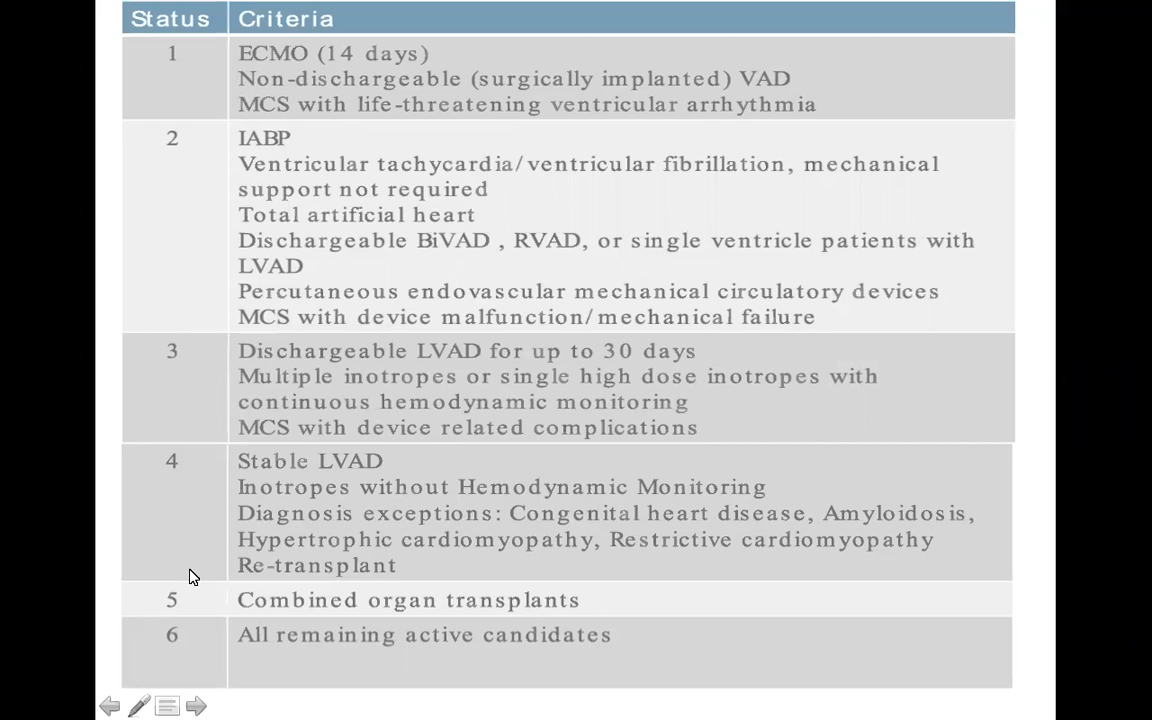 Status Criteria
1 ECMO (14 days)
Non-dischargeable (surgically implanted) VAD
MCS with life-threatening ventricular arrhythmia
2 IABP
Ventricular tachycardia/ventricular fibrillation, mechanical
support not required
Total artificial heart
Dischargeable BiVAD , RVAD, or single ventricle patients with
LVAD
Percutaneous endovascular mechanical circulatory devices
MCS with device malfunction/mechanical failure
3 Dischargeable LVAD for up to 30 days
Multiple inotropes or single high dose inotropes with
continuous hemodynamic monitoring
MCS with device related complications
4 Stable LVAD
Inotropes without Hemodynamic Monitoring
Diagnosis exceptions: Congenital heart disease, Amyloidosis,
Hypertrophic cardiomyopathy, Restrictive cardiomyopathy
Re-transplant
5 Combined organ transplants
6 All remaining active candidates